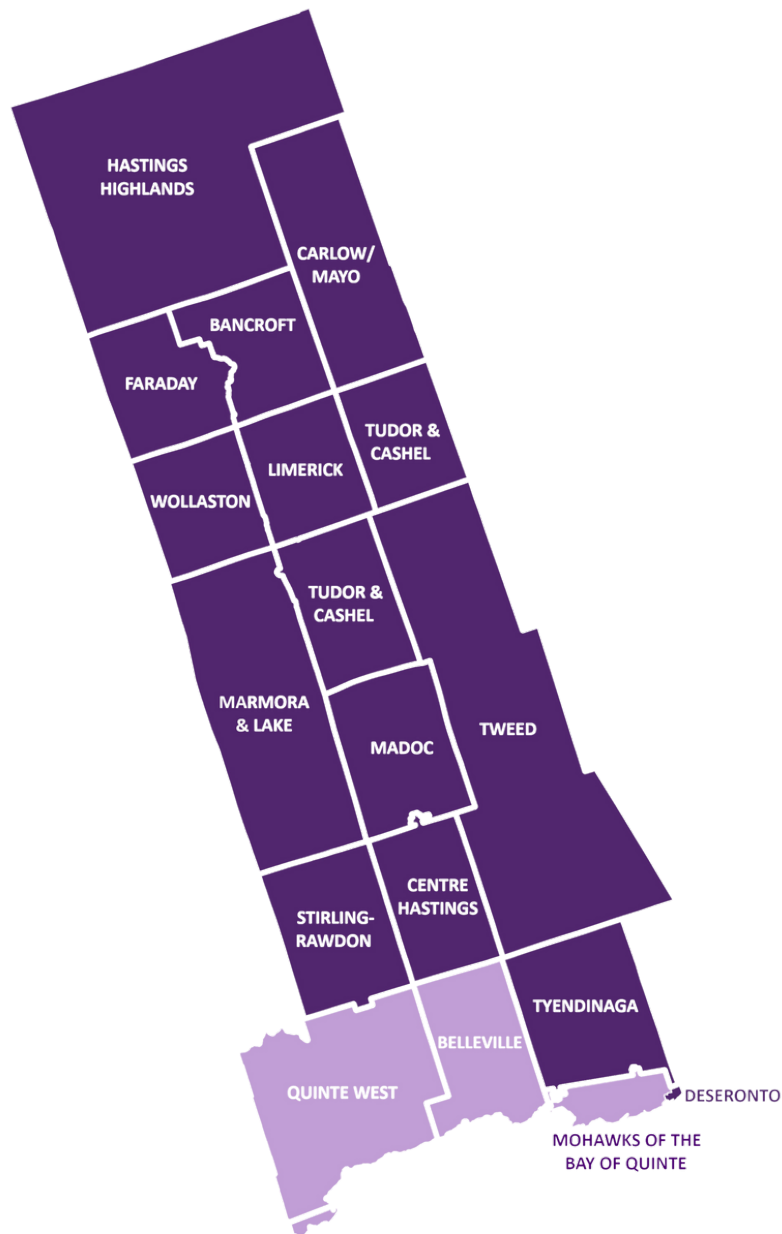 HASTINGS
HIGHLANDS
CARLOW/
MAYO
BANCROFT
FARADAY
TUDOR &
CASHEL
LIMERICK
WOLLASTON
TUDOR &
CASHEL
MARMORA
& LAKE
TWEED
MADOC
CENTRE
HASTINGS
STIRLING-
RAWDON
TYENDINAGA
BELLEVILLE
QUINTE WEST
DESERONTO
MOHAWKS OF THE
BAY OF QUINTE